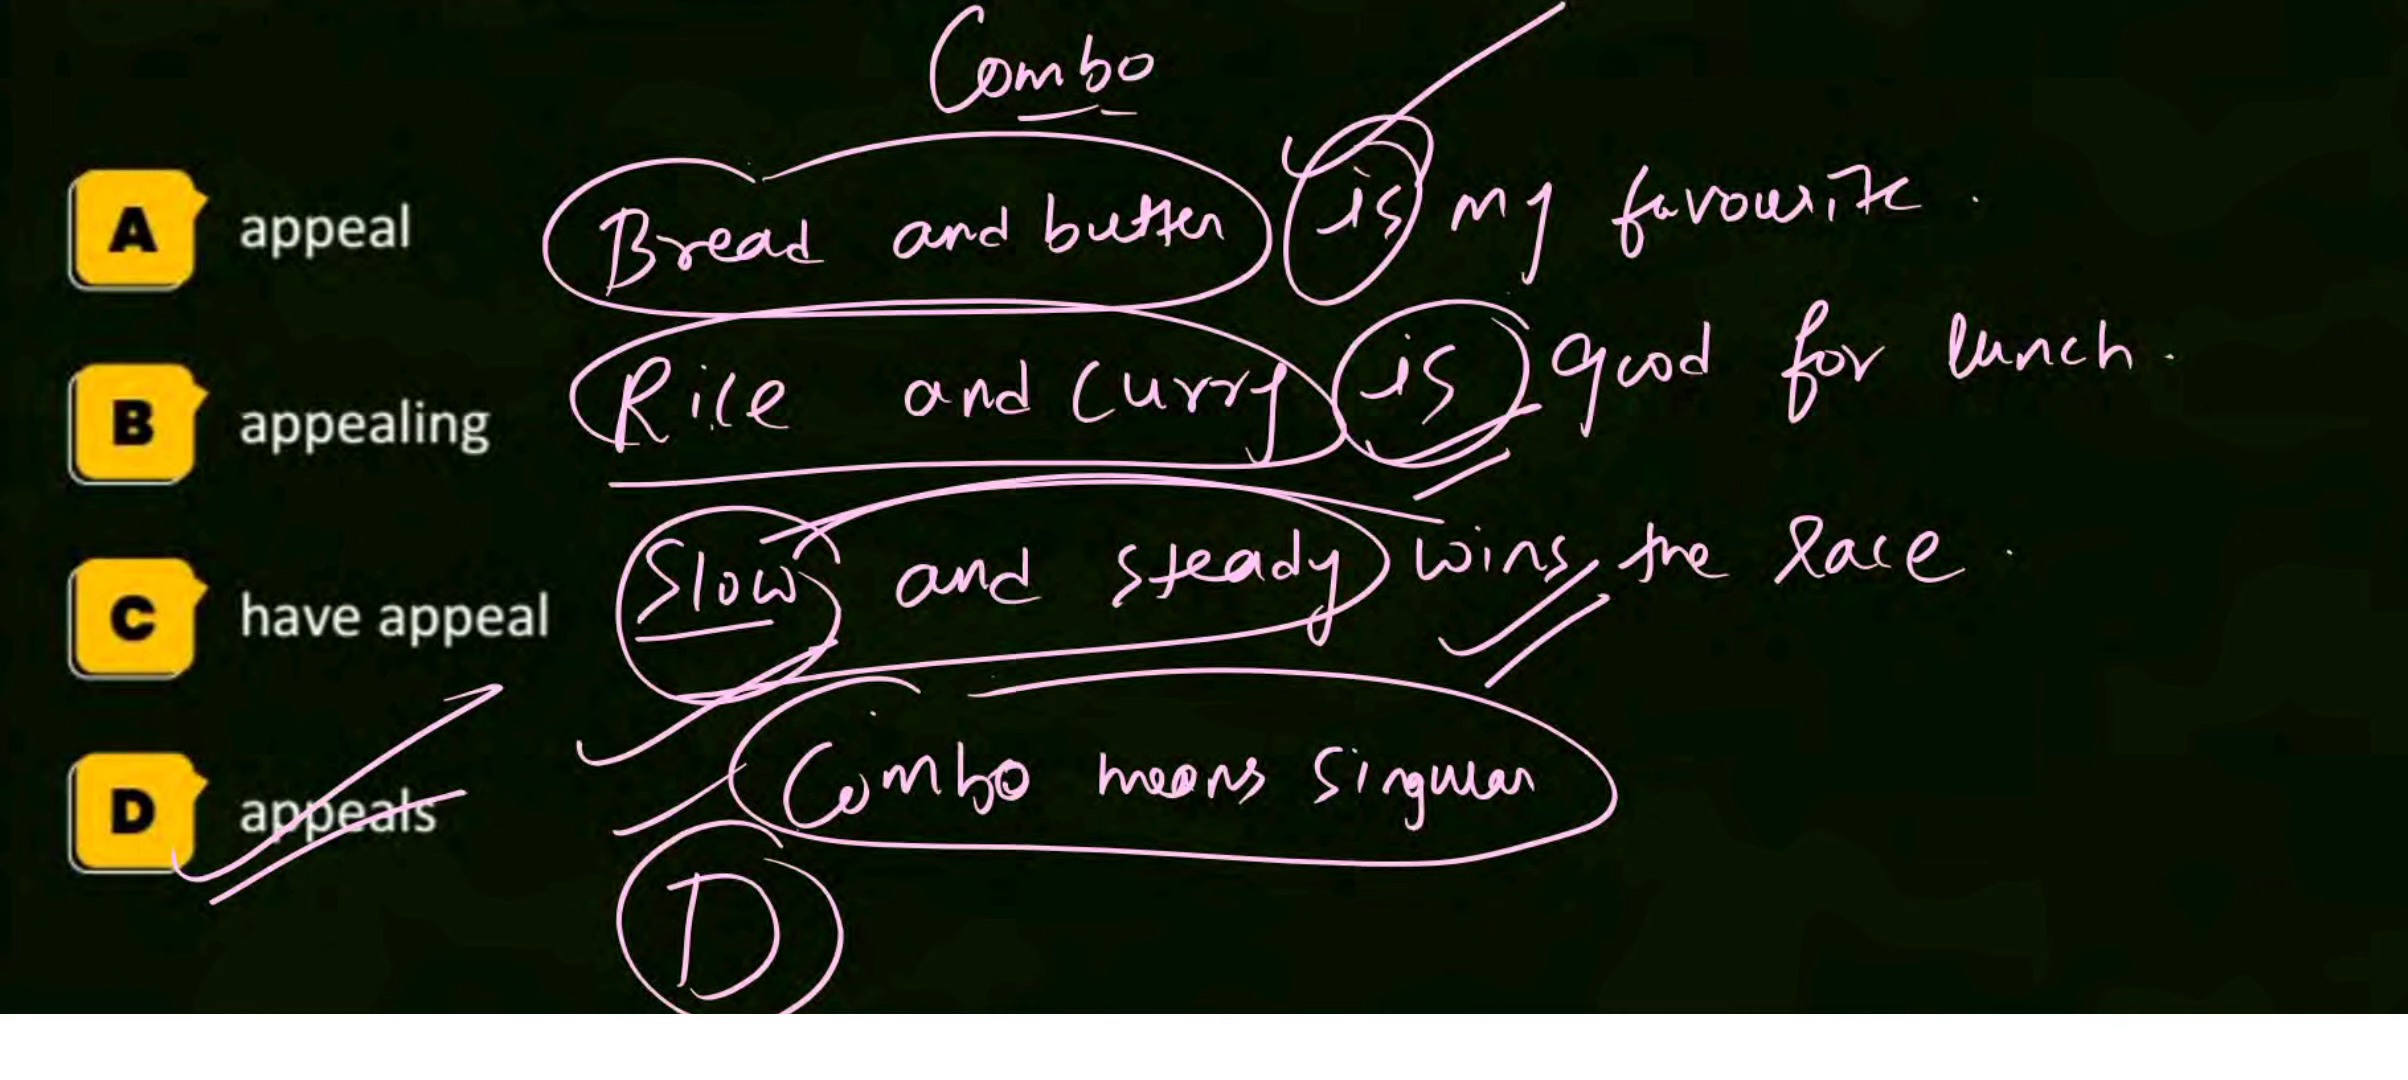 Combo
A appeal
Bread and butter is my favourite.
B appealing
Rice and curry is good for lunch.
C have appeal
Slow and steady wins the race.
D appeals
Combo means singular
D